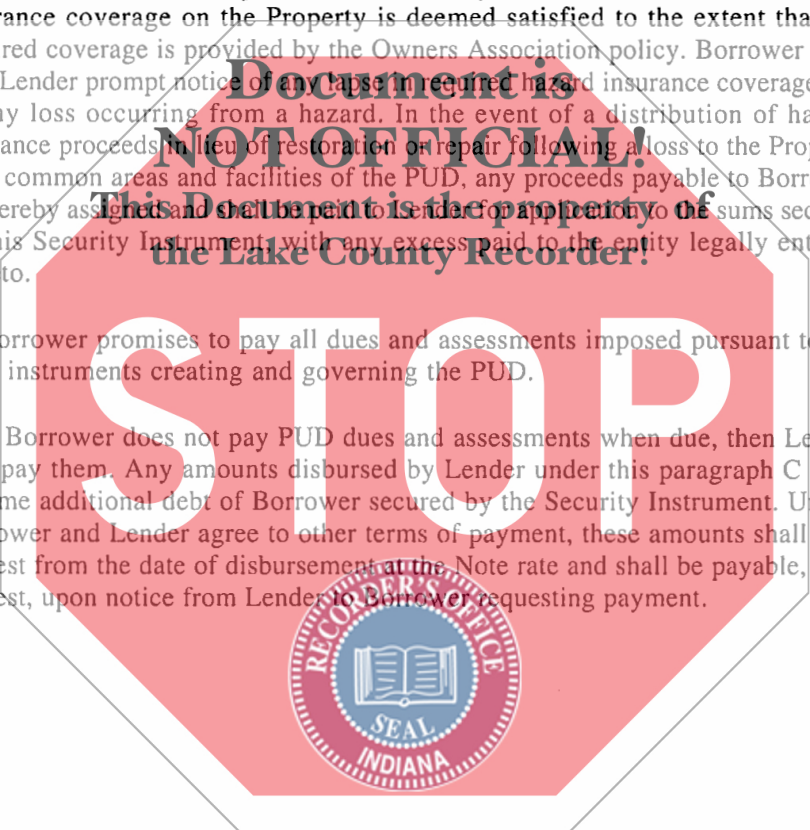 rance coverage on the Property is deemed satisfied to the extent tha
red coverage is provided by the Owners Association policy. Borrower
Lender prompt notice of any lapse in required hazard insurance coverage
ny loss occurring from a hazard. In the event of a distribution of ha
ance proceeds in lieu of restoration or repair following a loss to the Prop
common areas and facilities of the PUD, any proceeds payable to Borr
ereby assigned and shall be paid to Lender for application to the sums sec
is Security Instrument, with any excess paid to the entity legally ent
to.
Document is
NOT OFFICIAL!
This Document is the property of
the Lake County Recorder!
orrower promises to pay all dues and assessments imposed pursuant to
instruments creating and governing the PUD.
STOP
Borrower does not pay PUD dues and assessments when due, then Le
pay them. Any amounts disbursed by Lender under this paragraph C
me additional debt of Borrower secured by the Security Instrument. U
ower and Lender agree to other terms of payment, these amounts shall
est from the date of disbursement at the Note rate and shall be payable,
est, upon notice from Lender to Borrower requesting payment.
RECORDER'S OFFICE
SEAL
INDIANA